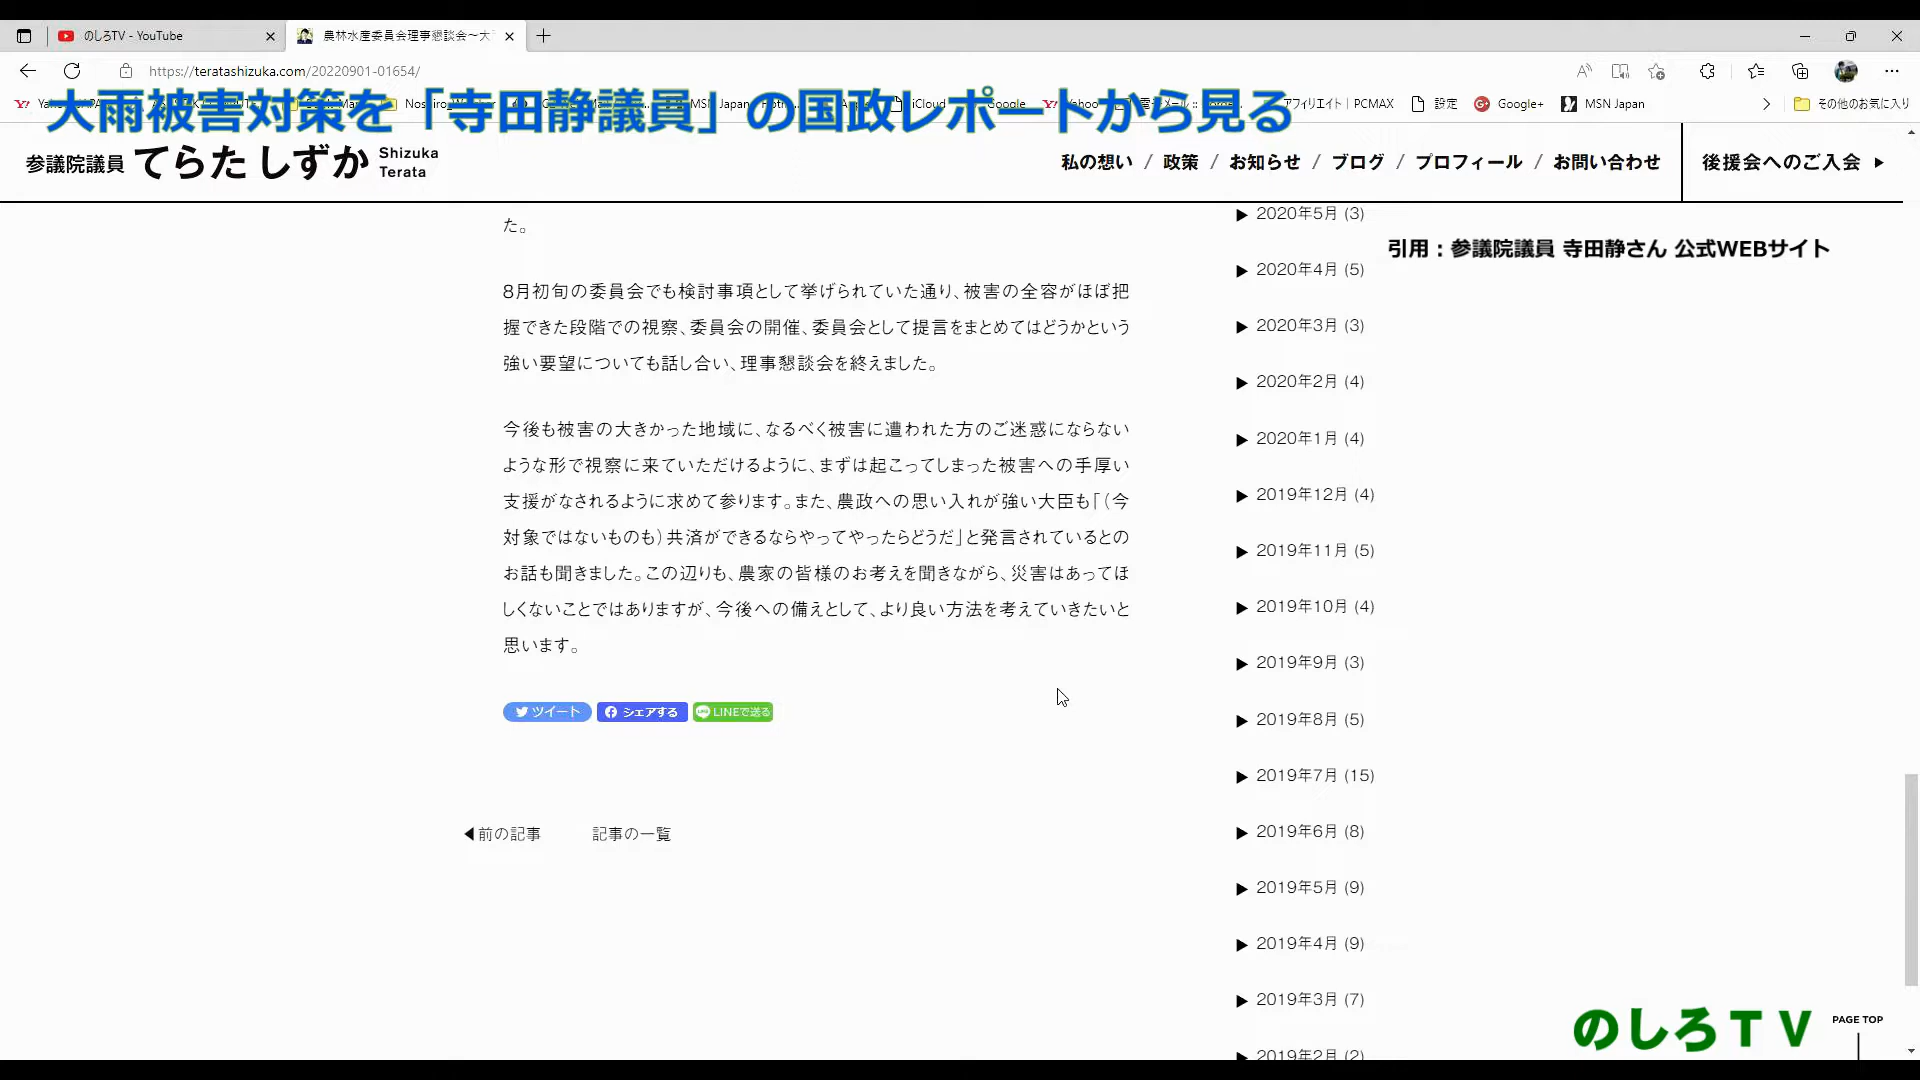 のしろTV - YouTube
農林水産委員会理事懇談会～大
https://teratashizuka.com/20220901-01654/
大雨被害対策を「寺田静議員」の国政レポートから見る
MSN Japan
iCloud
Google
アフィリエイト | PCMAX
設定
Google+
MSN Japan
その他のお気に入り
参議院議員 てらた しずか Shizuka Terata
私の想い / 政策 / お知らせ / ブログ / プロフィール / お問い合わせ
後援会へのご入会 ▶
引用：参議院議員 寺田静さん 公式WEBサイト
た。
8月初旬の委員会でも検討事項として挙げられていた通り、被害の全容がほぼ把
握できた段階での視察、委員会の開催、委員会として提言をまとめてはどうかという
強い要望についても話し合い、理事懇談会を終えました。
今後も被害の大きかった地域に、なるべく被害に遭われた方のご迷惑にならない
ような形で視察に来ていただけるように、まずは起こってしまった被害への手厚い
支援がなされるように求めて参ります。また、農政への思い入れが強い大臣も「（今
対象ではないものも）共済ができるならやってやったらどうだ」と発言されているとの
お話も聞きました。この辺りも、農家の皆様のお考えを聞きながら、災害はあってほ
しくないことではありますが、今後への備えとして、より良い方法を考えていきたいと
思います。
ツイート
シェアする
LINEで送る
◀前の記事
記事の一覧
▶ 2020年5月 (3)
▶ 2020年4月 (5)
▶ 2020年3月 (3)
▶ 2020年2月 (4)
▶ 2020年1月 (4)
▶ 2019年12月 (4)
▶ 2019年11月 (5)
▶ 2019年10月 (4)
▶ 2019年9月 (3)
▶ 2019年8月 (5)
▶ 2019年7月 (15)
▶ 2019年6月 (8)
▶ 2019年5月 (9)
▶ 2019年4月 (9)
▶ 2019年3月 (7)
▶ 2019年2月 (2)
のしろTV
PAGE TOP